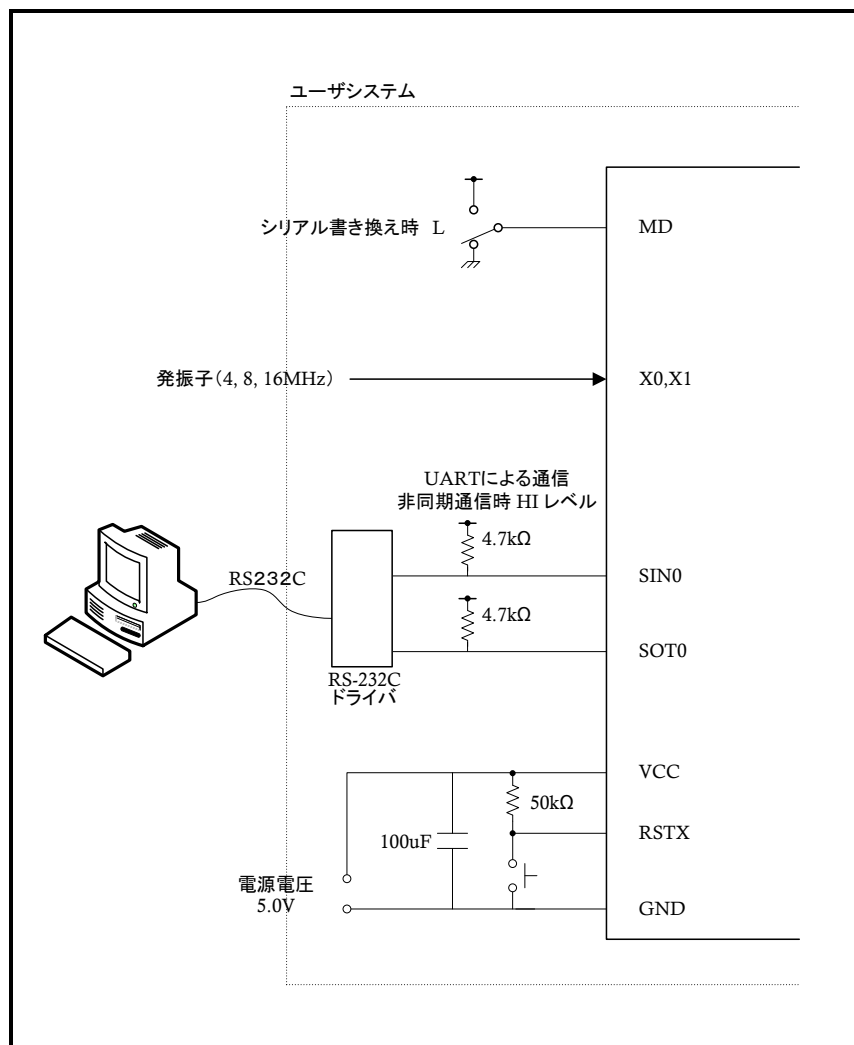 ユーザシステム
シリアル書き換え時 L
MD
発振子(4, 8, 16MHz)
X0,X1
UARTによる通信
非同期通信時 HI レベル
4.7kΩ
RS232C
SIN0
4.7kΩ
SOT0
RS-232C
ドライバ
VCC
50kΩ
100uF
RSTX
電源電圧
5.0V
GND